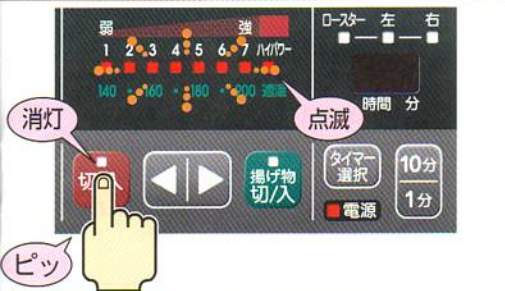 弱 強
1 2 3 4 5 6 7 ハイパワー
140 160 180 200 適温
ロースター 左 右
時間 分
消灯
点滅
切/入
揚げ物
切/入
タイマー
選択
10分
1分
電源
ピッ